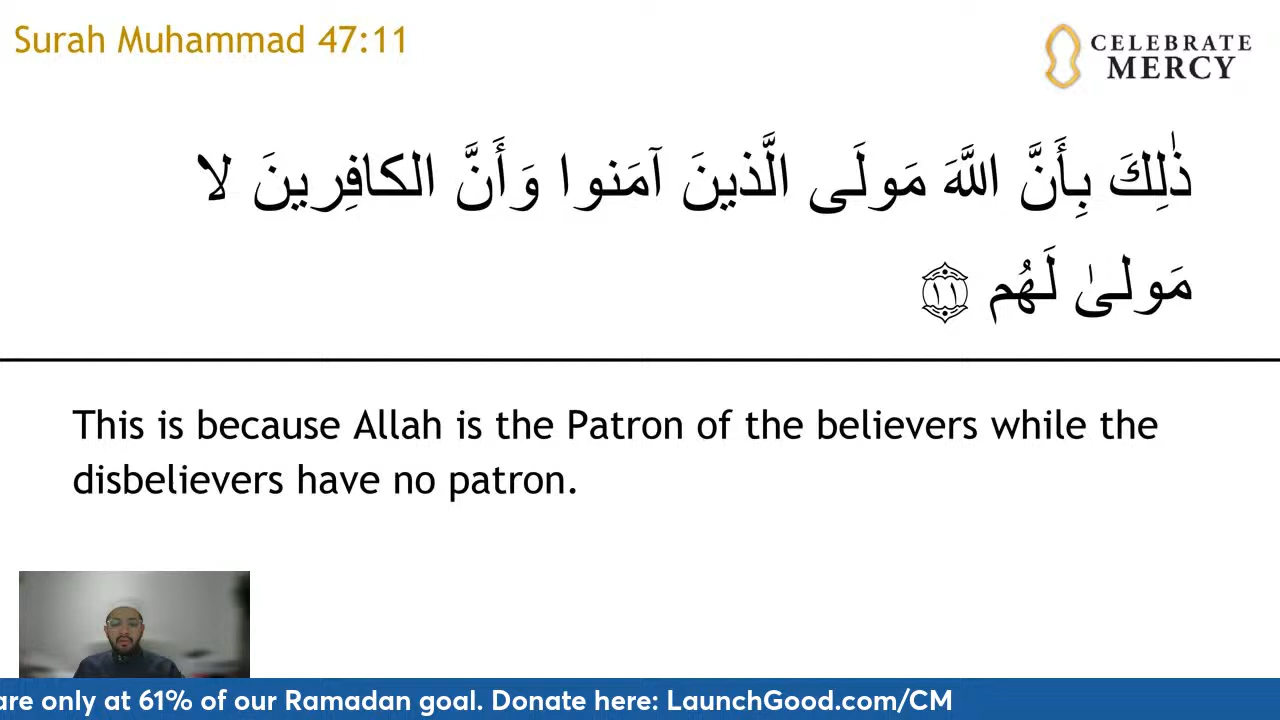 Surah Muhammad 47:11
CELEBRATE
MERCY
ذَٰلِكَ بِأَنَّ اللَّهَ مَولَى الَّذينَ آمَنوا وَأَنَّ الكافِرينَ لا
مَولىٰ لَهُم ۝١١
This is because Allah is the Patron of the believers while the
disbelievers have no patron.
are only at 61% of our Ramadan goal. Donate here: LaunchGood.com/CM